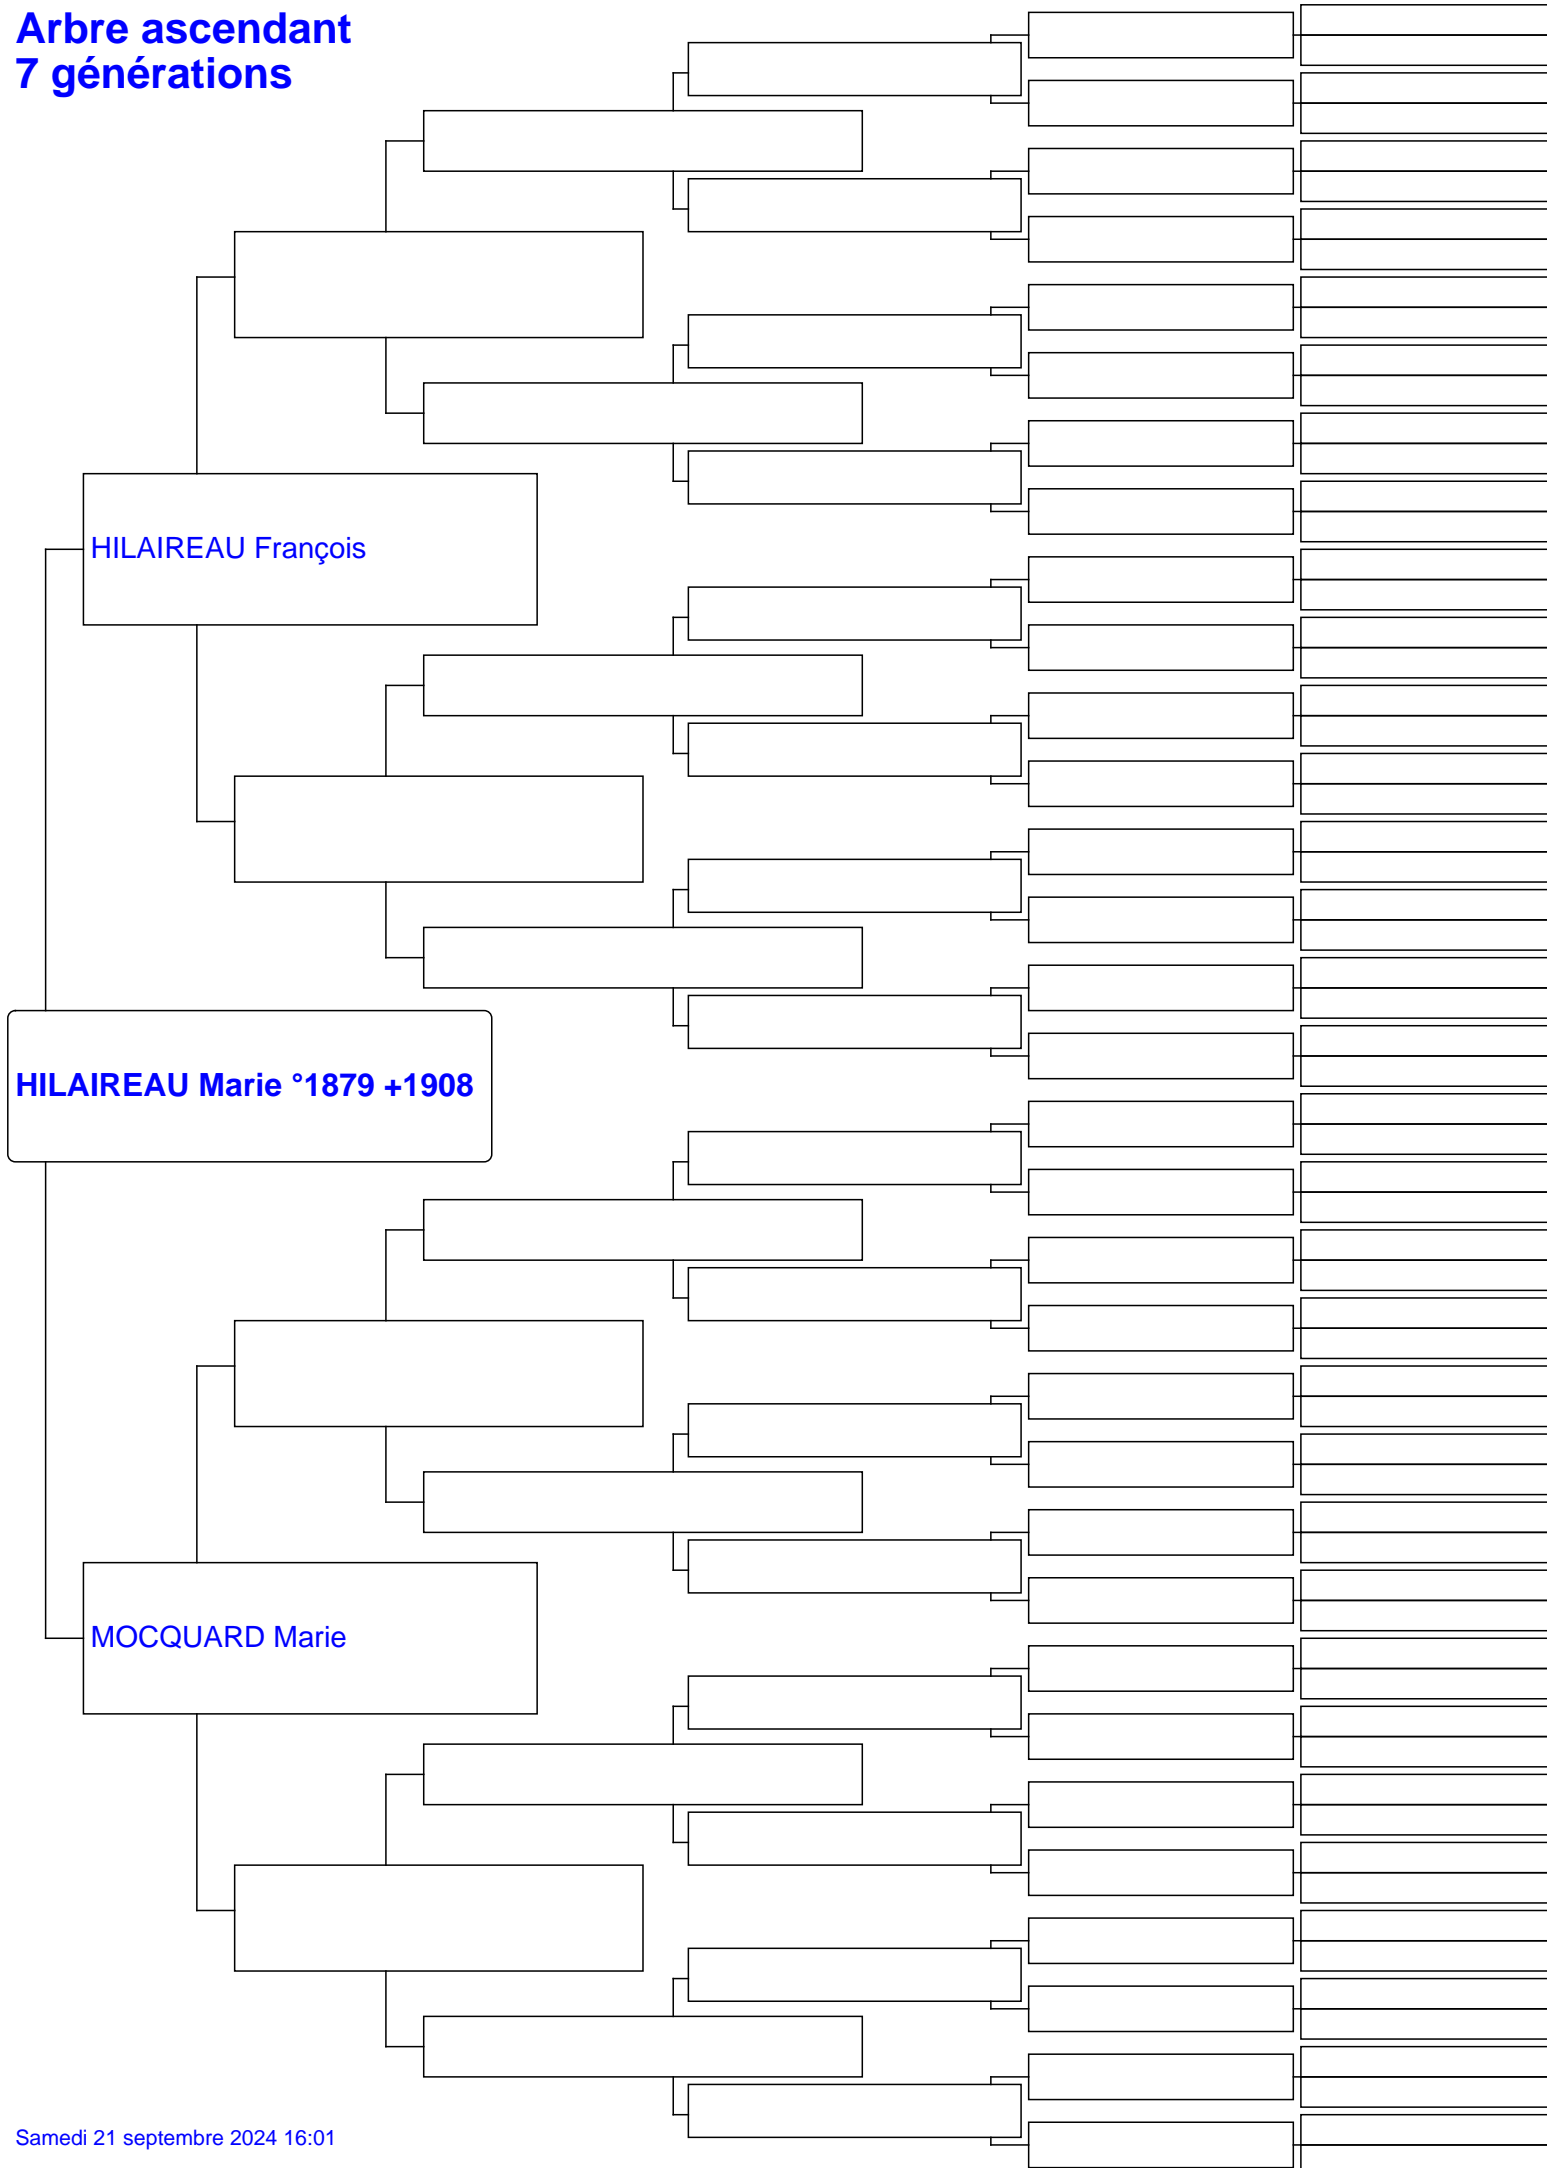 Arbre ascendant
7 générations
HILAIREAU François
HILAIREAU Marie °1879 +1908
MOCQUARD Marie
Samedi 21 septembre 2024 16:01